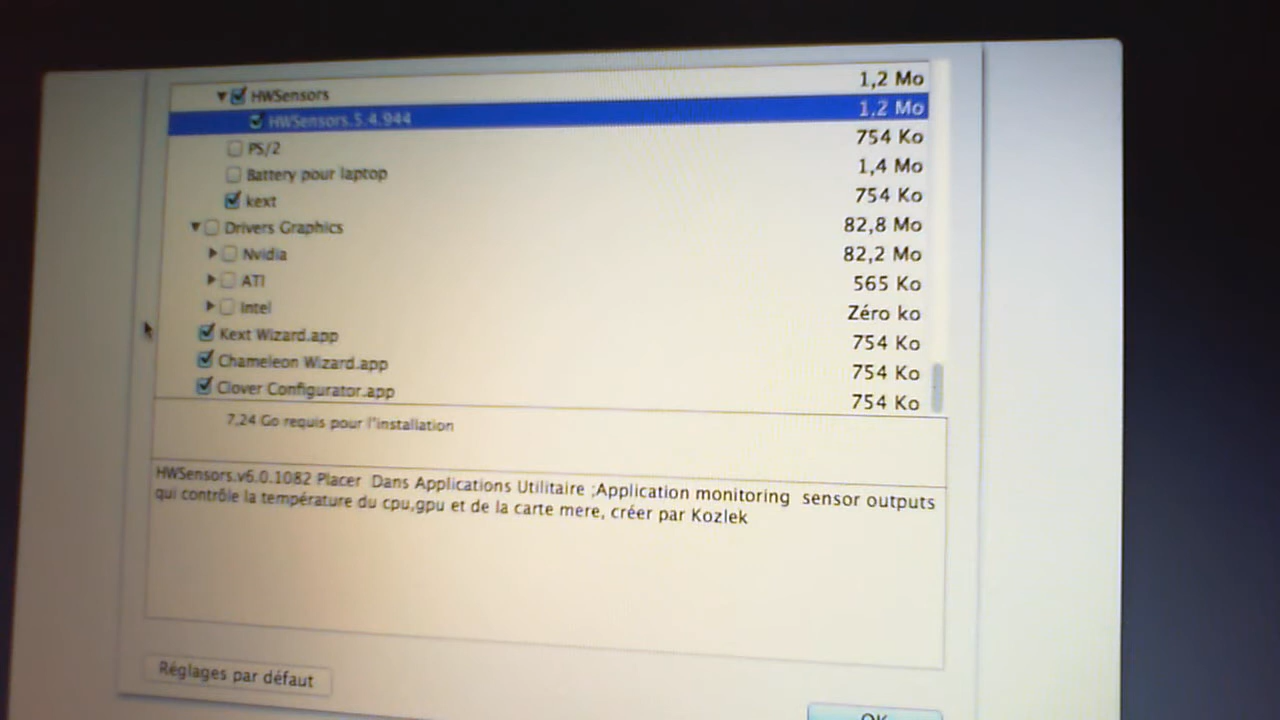 HWSensors 1,2 Mo
HWSensors.5.4.944 1,2 Mo
PS/2 754 Ko
Battery pour laptop 1,4 Mo
kext 754 Ko
Drivers Graphics 82,8 Mo
Nvidia 82,2 Mo
ATI 565 Ko
Intel Zéro ko
Kext Wizard.app 754 Ko
Chameleon Wizard.app 754 Ko
Clover Configurator.app 754 Ko
7,24 Go requis pour l'installation
HWSensors.v6.0.1082 Placer Dans Applications Utilitaire ;Application monitoring sensor outputs
qui contrôle la température du cpu,gpu et de la carte mere, créer par Kozlek
Réglages par défaut
OK